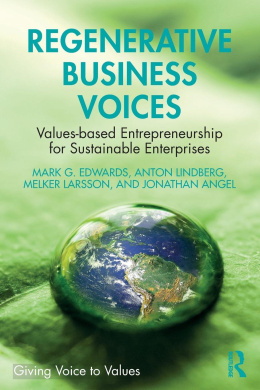 REGENERATIVE
BUSINESS
VOICES
Values-based Entrepreneurship
for Sustainable Enterprises
MARK G. EDWARDS, ANTON LINDBERG,
MELKER LARSSON, AND JONATHAN ANGEL
Giving Voice to Values
ROUTLEDGE